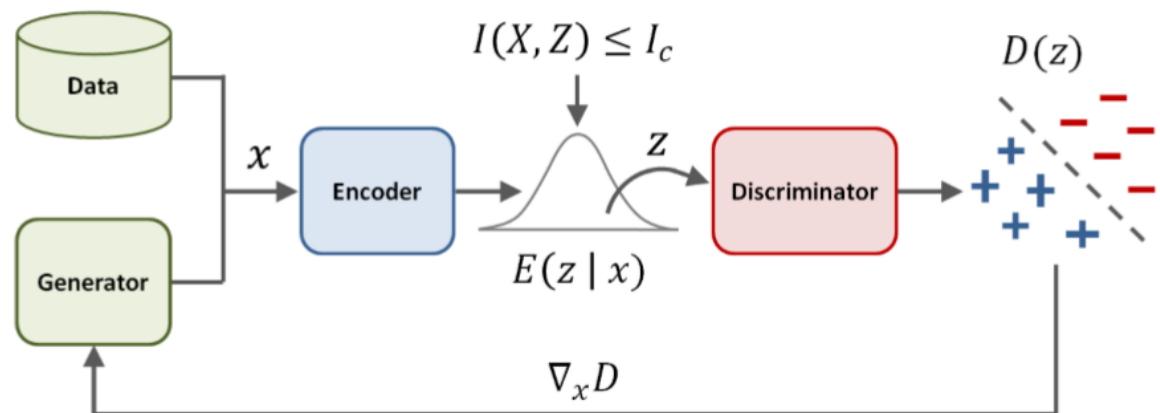 Data
Generator
x
Encoder
I(X, Z) ≤ I_c
E(z | x)
z
Discriminator
D(z)
∇_x D